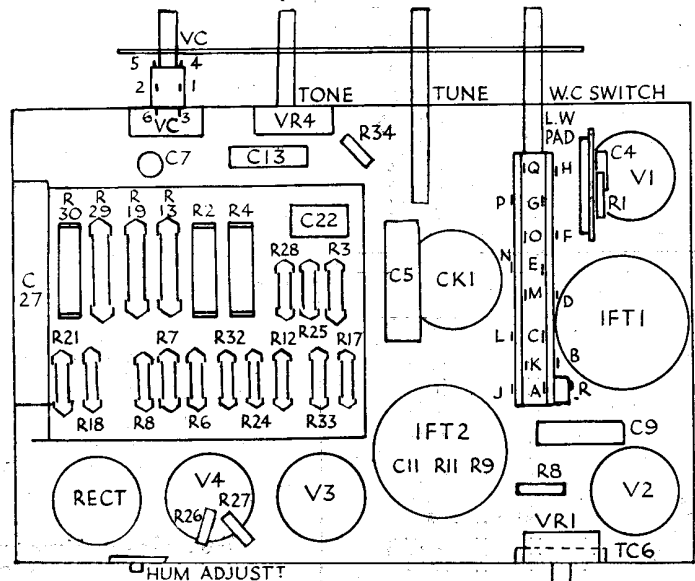 VC
5 4
2 1
6 3
VC
TONE
VR4
TUNE
W.C SWITCH
L.W PAD
R34
C7
C13
C4
V1
R1
Q H
P G
O F
N E
M D
L C
K B
J A R
R 30
R 29
R 19
R 13
R2
R4
C22
C 27
R28
R3
R25
C5
CK1
IFT1
R21
R7
R32
R12
R17
R18
R8
R6
R24
R33
IFT2
C11 R11 R9
C9
R8
RECT
V4
R26
R27
V3
V2
VR1
TC6
HUM ADJUSTT